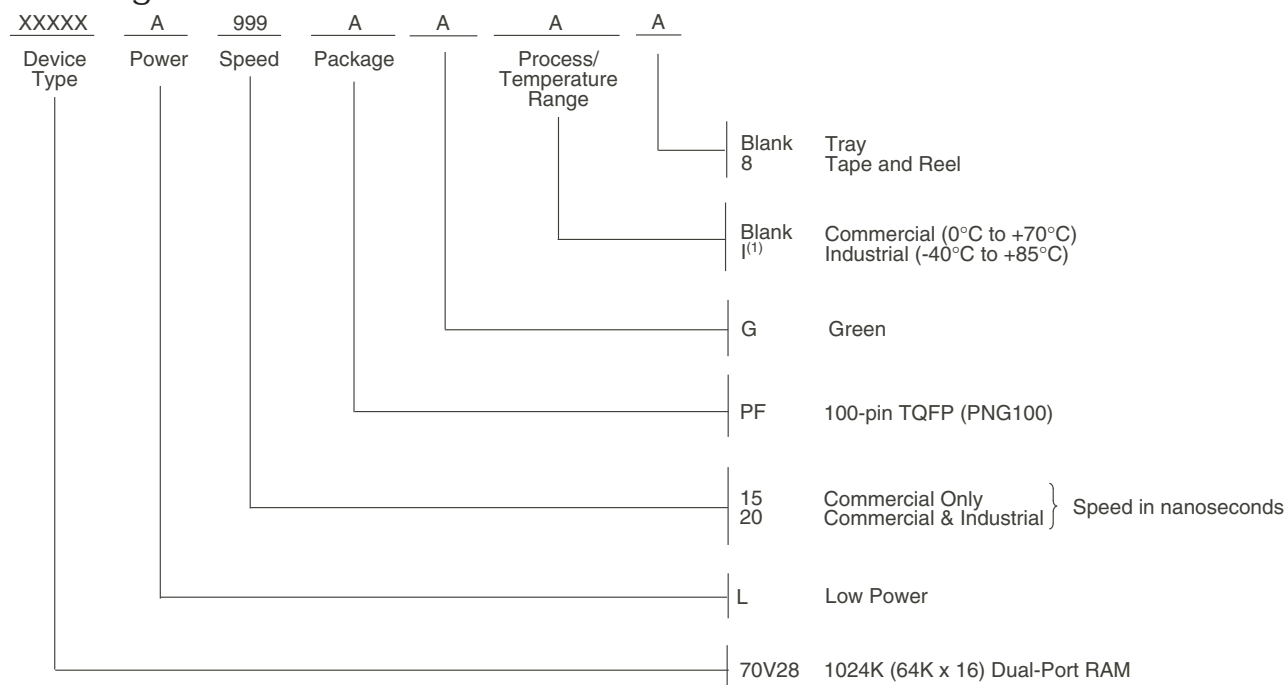 XXXXX A 999 A A A A
Device Type Power Speed Package Process/ Temperature Range
Blank Tray
8 Tape and Reel
Blank Commercial (0°C to +70°C)
I(1) Industrial (-40°C to +85°C)
G Green
PF 100-pin TQFP (PNG100)
15 Commercial Only
20 Commercial & Industrial } Speed in nanoseconds
L Low Power
70V28 1024K (64K x 16) Dual-Port RAM